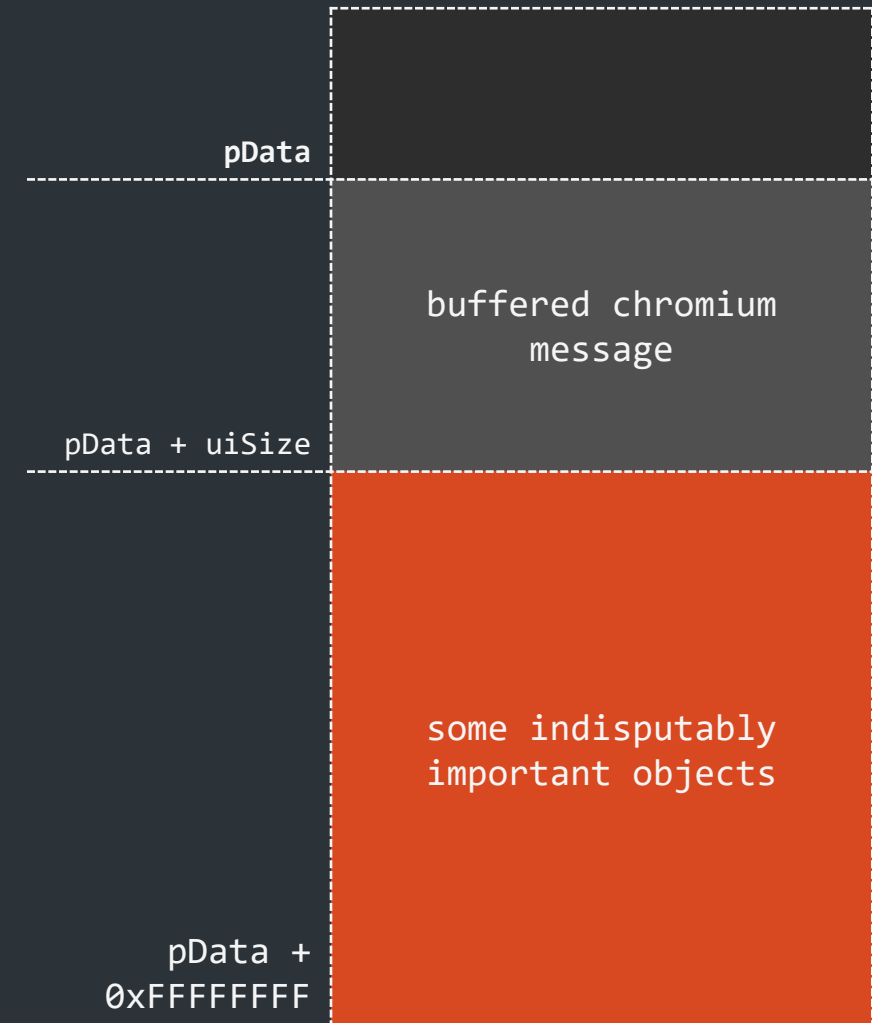 pData
buffered chromium
message
pData + uiSize
some indisputably
important objects
pData +
0xFFFFFFFF